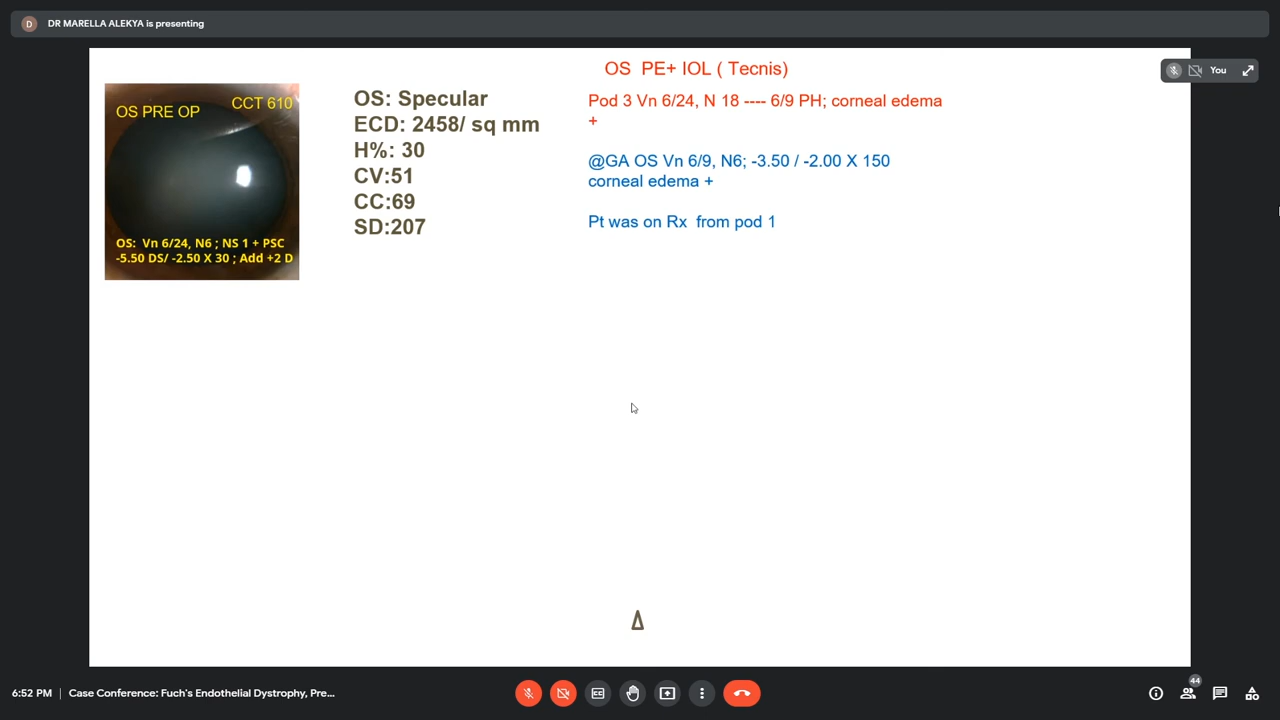 D DR MARELLA ALEKYA is presenting
You
OS PRE OP
CCT 610
OS: Vn 6/24, N6 ; NS 1 + PSC
-5.50 DS/ -2.50 X 30 ; Add +2 D
OS: Specular
ECD: 2458/ sq mm
H%: 30
CV:51
CC:69
SD:207
OS PE+ IOL ( Tecnis)
Pod 3 Vn 6/24, N 18 ---- 6/9 PH; corneal edema
+
@GA OS Vn 6/9, N6; -3.50 / -2.00 X 150
corneal edema +
Pt was on Rx from pod 1
Δ
6:52 PM | Case Conference: Fuch's Endothelial Dystrophy, Pre...
44